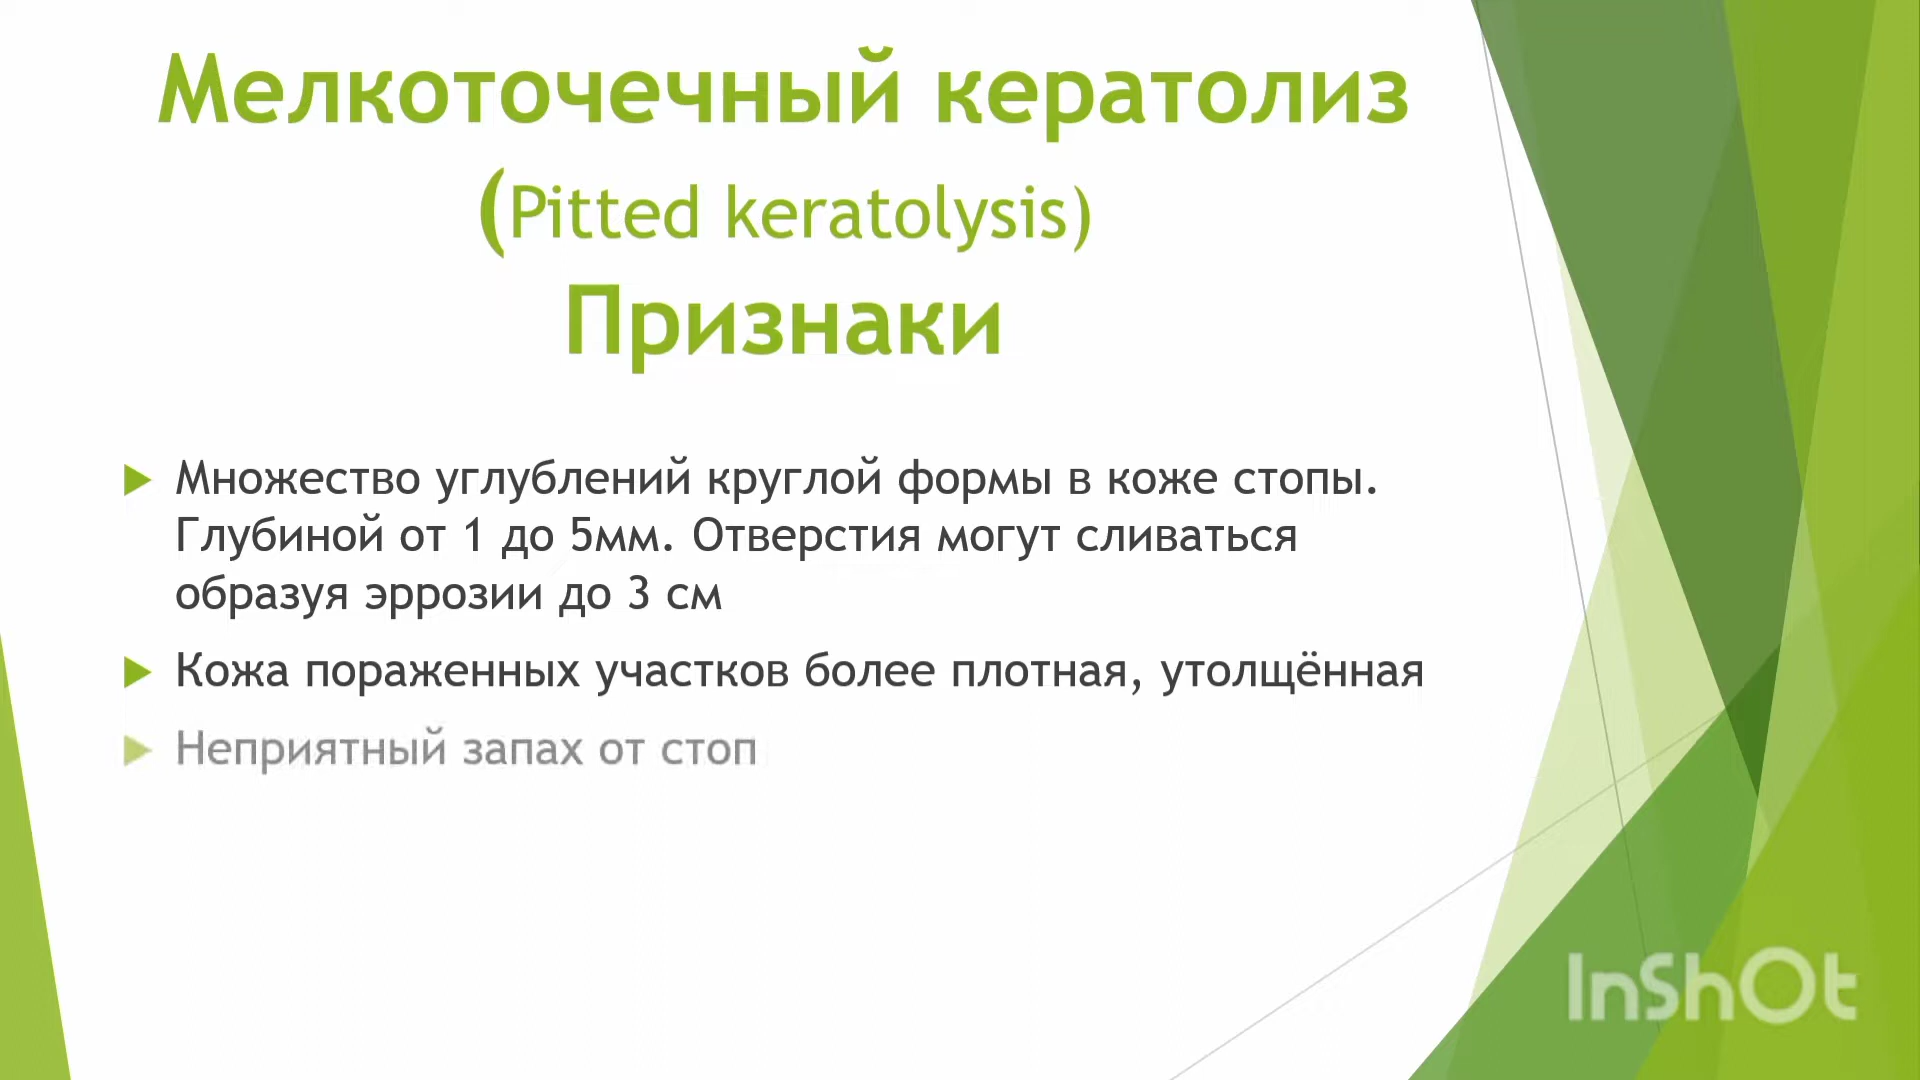 Мелкоточечный кератолиз
(Pitted keratolysis)
Признаки
Множество углублений круглой формы в коже стопы.
Глубиной от 1 до 5мм. Отверстия могут сливаться
образуя эррозии до 3 см
Кожа пораженных участков более плотная, утолщённая
Неприятный запах от стоп
InShOt